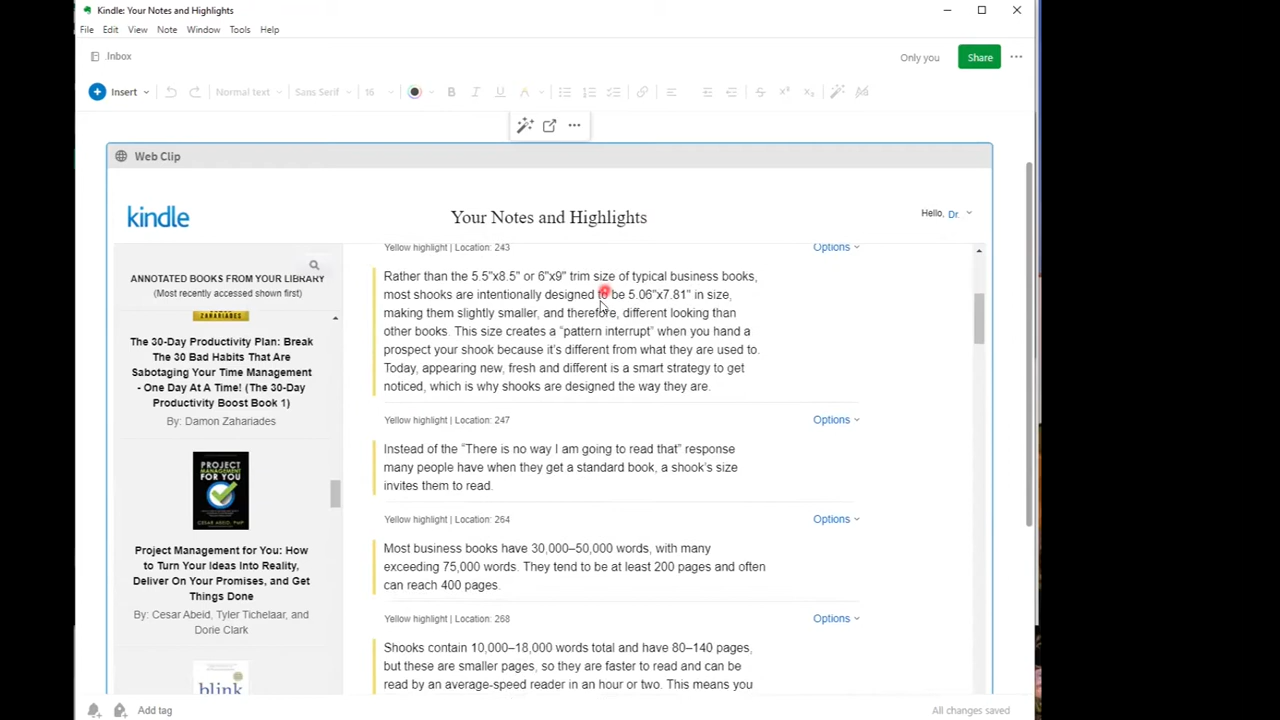 Kindle: Your Notes and Highlights
File Edit View Note Window Tools Help
Inbox
Only you
Share
Insert
Normal text
Sans Serif
16
Web Clip
kindle
Your Notes and Highlights
Hello, Dr.
ANNOTATED BOOKS FROM YOUR LIBRARY
(Most recently accessed shown first)
ZAHARIADES
The 30-Day Productivity Plan: Break
The 30 Bad Habits That Are
Sabotaging Your Time Management
- One Day At A Time! (The 30-Day
Productivity Boost Book 1)
By: Damon Zahariades
PROJECT
MANAGEMENT
FOR YOU
CESAR ABEID, PMP
Project Management for You: How
to Turn Your Ideas Into Reality,
Deliver On Your Promises, and Get
Things Done
By: Cesar Abeid, Tyler Tichelaar, and
Dorie Clark
blink
Yellow highlight | Location: 243
Options
Rather than the 5.5"x8.5" or 6"x9" trim size of typical business books,
most shooks are intentionally designed to be 5.06"x7.81" in size,
making them slightly smaller, and therefore, different looking than
other books. This size creates a “pattern interrupt” when you hand a
prospect your shook because it’s different from what they are used to.
Today, appearing new, fresh and different is a smart strategy to get
noticed, which is why shooks are designed the way they are.
Yellow highlight | Location: 247
Options
Instead of the “There is no way I am going to read that” response
many people have when they get a standard book, a shook’s size
invites them to read.
Yellow highlight | Location: 264
Options
Most business books have 30,000–50,000 words, with many
exceeding 75,000 words. They tend to be at least 200 pages and often
can reach 400 pages.
Yellow highlight | Location: 268
Options
Shooks contain 10,000–18,000 words total and have 80–140 pages,
but these are smaller pages, so they are faster to read and can be
read by an average-speed reader in an hour or two. This means you
Add tag
All changes saved